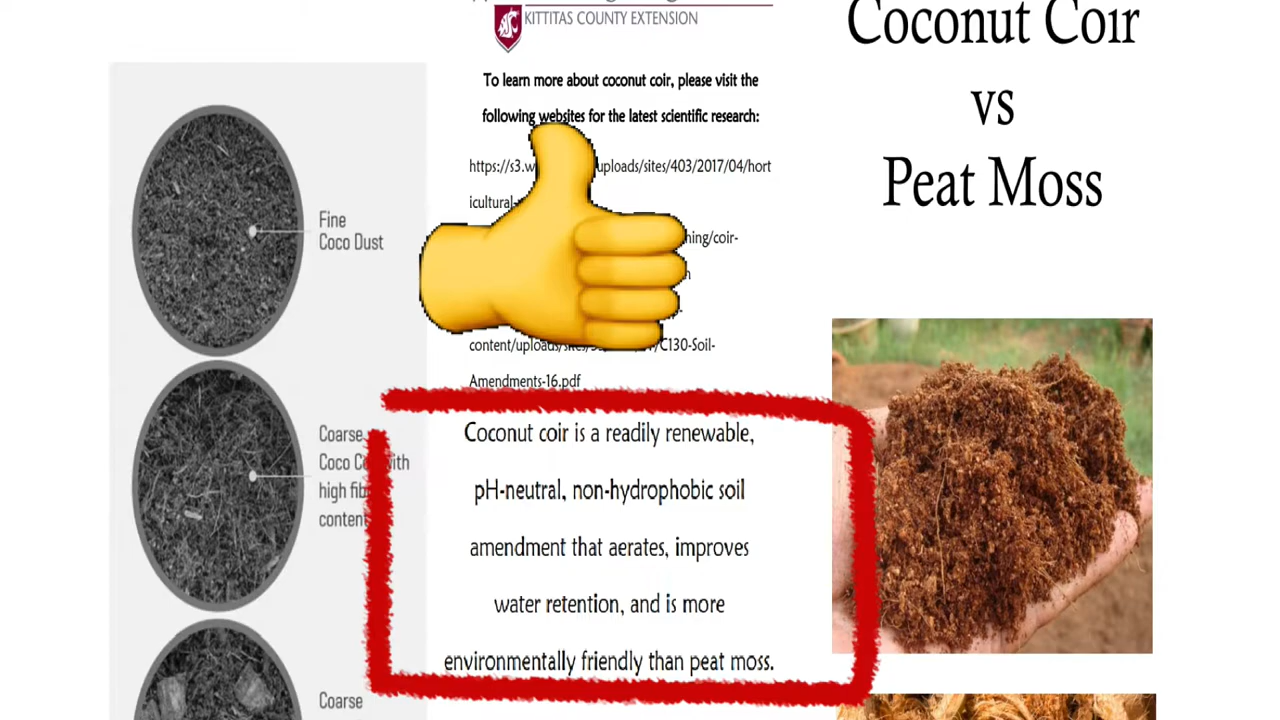 KITTITAS COUNTY EXTENSION
To learn more about coconut coir, please visit the
following websites for the latest scientific research:
https://s3.w uploads/sites/403/2017/04/hort
icultural-
hing/coir-
content/uploads/ /C130-Soil-
Amendments-16.pdf
Coconut coir is a readily renewable,
pH-neutral, non-hydrophobic soil
amendment that aerates, improves
water retention, and is more
environmentally friendly than peat moss.
Fine
Coco Dust
Coarse
Coco with
high fib
content
Coarse
Coconut Coir
vs
Peat Moss